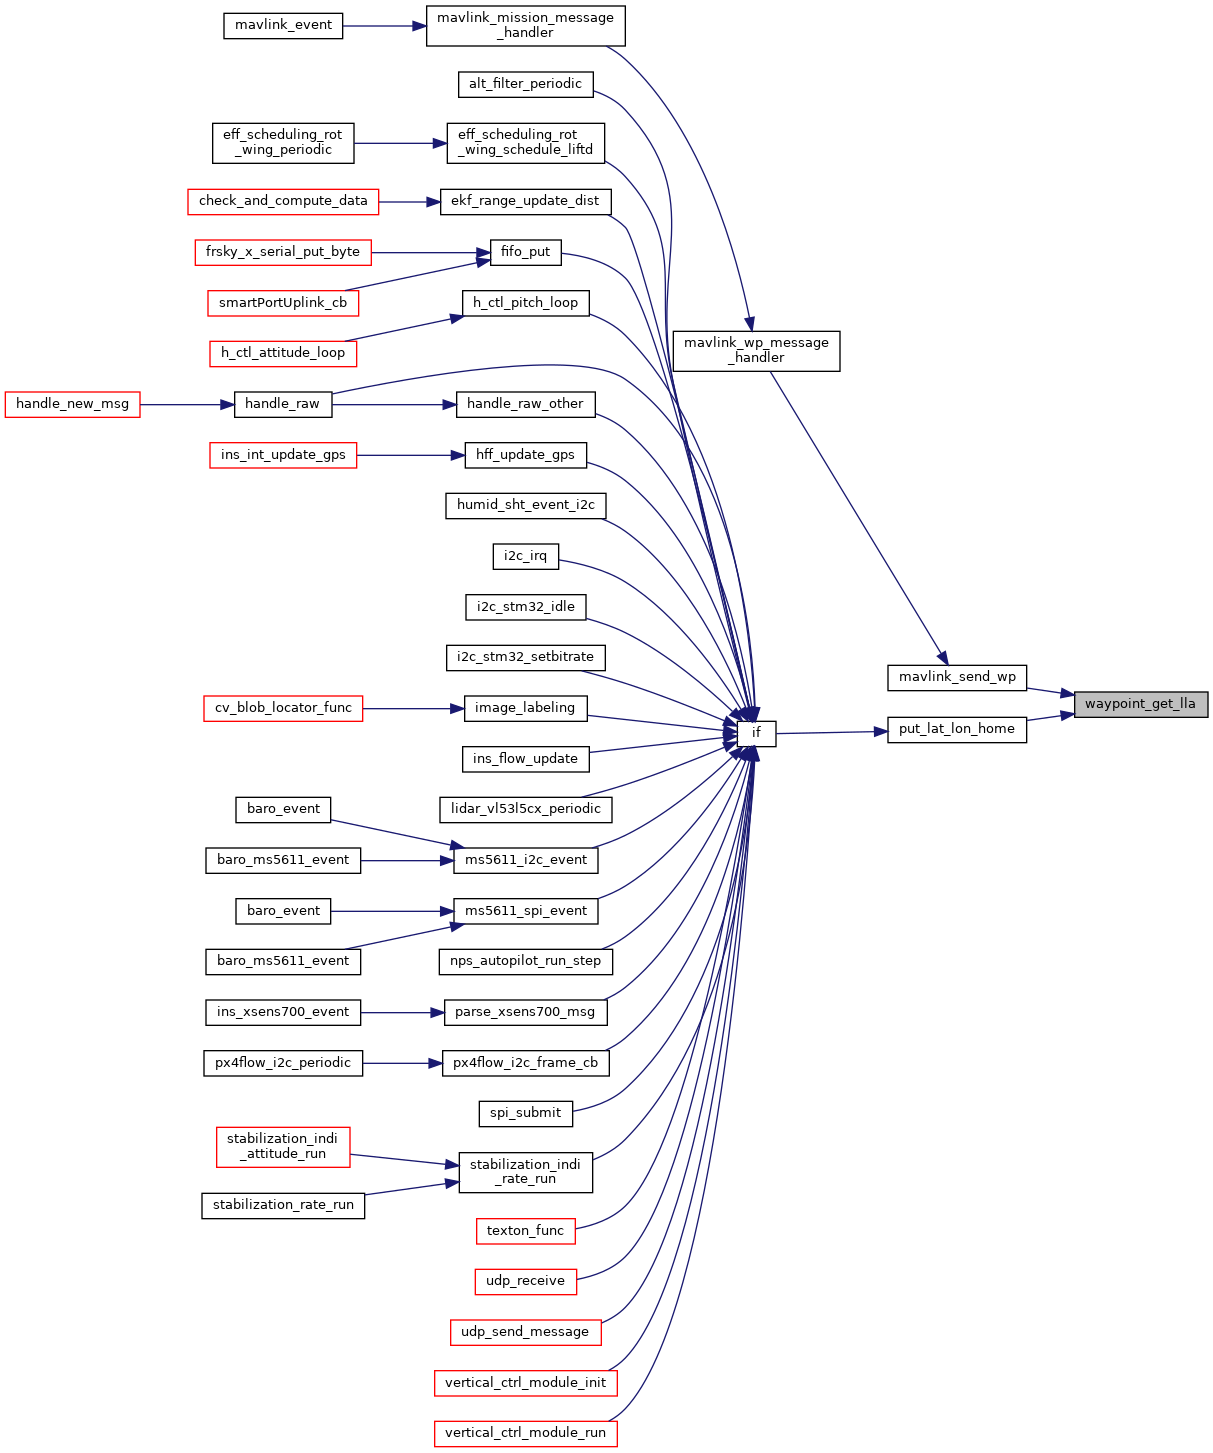 mavlink_event
mavlink_mission_message
_handler
alt_filter_periodic
eff_scheduling_rot
_wing_periodic
eff_scheduling_rot
_wing_schedule_liftd
check_and_compute_data
ekf_range_update_dist
frsky_x_serial_put_byte
fifo_put
smartPortUplink_cb
h_ctl_pitch_loop
h_ctl_attitude_loop
mavlink_wp_message
_handler
handle_new_msg
handle_raw
handle_raw_other
ins_int_update_gps
hff_update_gps
humid_sht_event_i2c
i2c_irq
i2c_stm32_idle
i2c_stm32_setbitrate
mavlink_send_wp
waypoint_get_lla
cv_blob_locator_func
image_labeling
put_lat_lon_home
if
ins_flow_update
lidar_vl53l5cx_periodic
baro_event
baro_ms5611_event
ms5611_i2c_event
baro_event
ms5611_spi_event
baro_ms5611_event
nps_autopilot_run_step
ins_xsens700_event
parse_xsens700_msg
px4flow_i2c_periodic
px4flow_i2c_frame_cb
spi_submit
stabilization_indi
_attitude_run
stabilization_indi
_rate_run
stabilization_rate_run
texton_func
udp_receive
udp_send_message
vertical_ctrl_module_init
vertical_ctrl_module_run